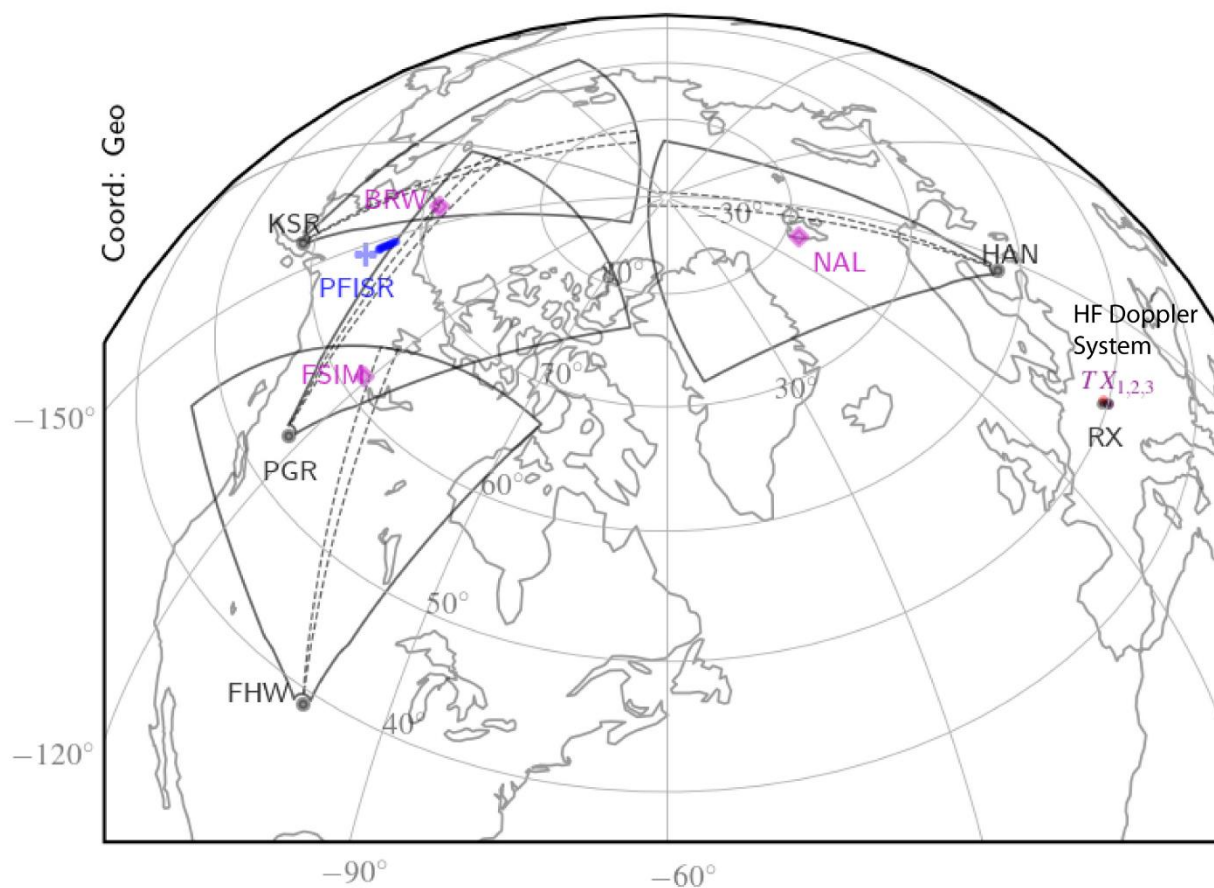 Coord: Geo
BRW
KSR
−30°
HAN
NAL
PFISR
80°
HF Doppler
System
FSIM
70°
30°
TX1,2,3
−150°
RX
PGR
60°
50°
FHW
40°
−120°
−90°
−60°